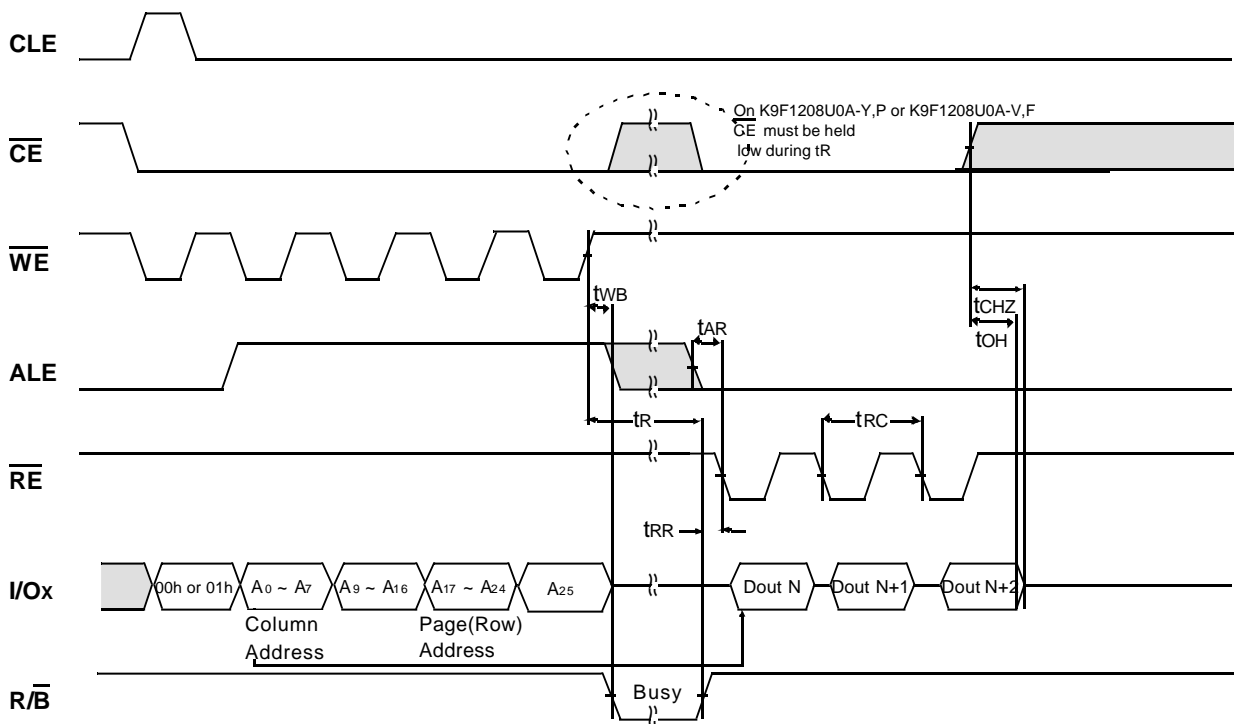 CLE
On K9F1208U0A-Y,P or K9F1208U0A-V,F
CE must be held
low during tR
CE
WE
tWB
tCHZ
tAR
tOH
ALE
tR
tRC
RE
tRR
I/Ox
00h or 01h
A0 ~ A7
A9 ~ A16
A17 ~ A24
A25
Dout N
Dout N+1
Dout N+2
Column
Address
Page(Row)
Address
R/B
Busy